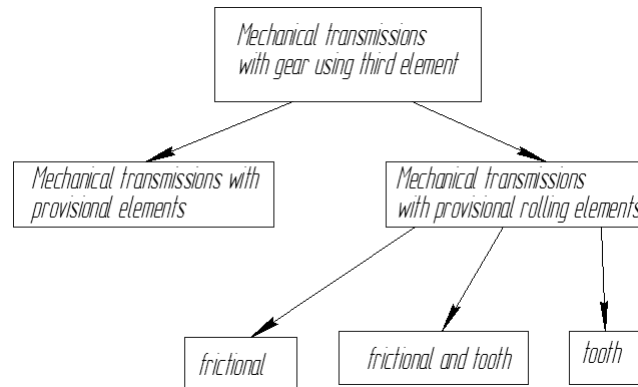 Mechanical transmissions
with gear using third element
Mechanical transmissions with
provisional elements
Mechanical transmissions
with provisional rolling elements
frictional
frictional and tooth
tooth